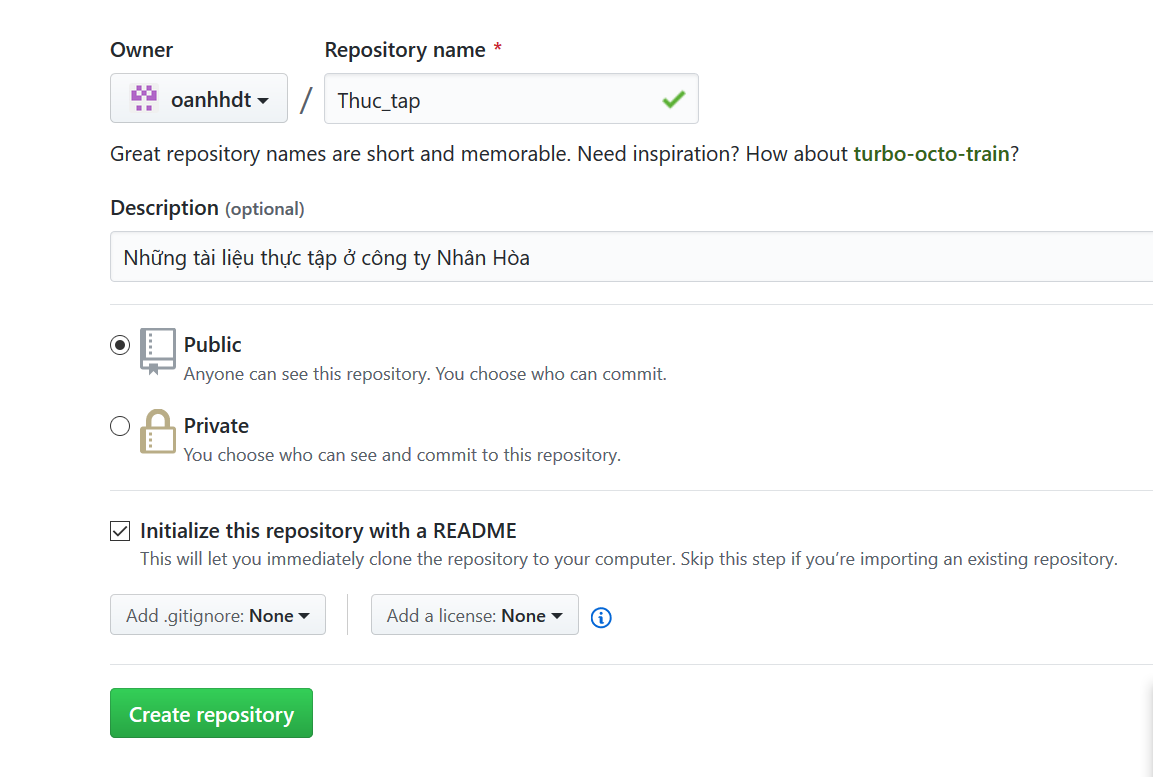 Owner Repository name *
oanhhdt / Thuc_tap
Great repository names are short and memorable. Need inspiration? How about turbo-octo-train?
Description (optional)
Những tài liệu thực tập ở công ty Nhân Hòa
Public
Anyone can see this repository. You choose who can commit.
Private
You choose who can see and commit to this repository.
Initialize this repository with a README
This will let you immediately clone the repository to your computer. Skip this step if you’re importing an existing repository.
Add .gitignore: None Add a license: None
Create repository